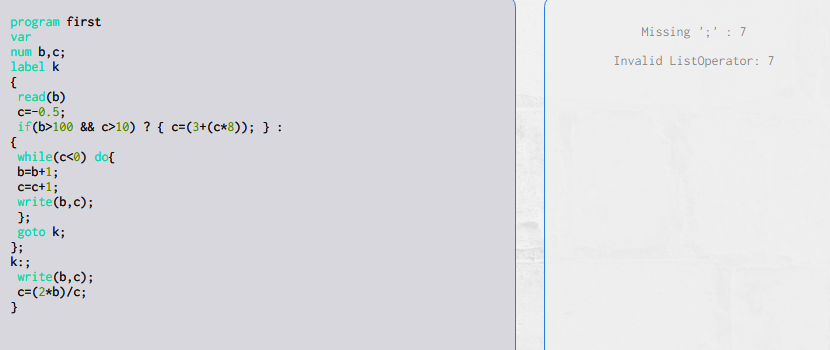 program first
var
num b,c;
label k
{
read(b)
c=-0.5;
if(b>100 && c>10) ? { c=(3+(c*8)); } :
{
while(c<0) do{
b=b+1;
c=c+1;
write(b,c);
};
goto k;
};
k:;
write(b,c);
c=(2*b)/c;
}
Missing ';' : 7
Invalid ListOperator: 7